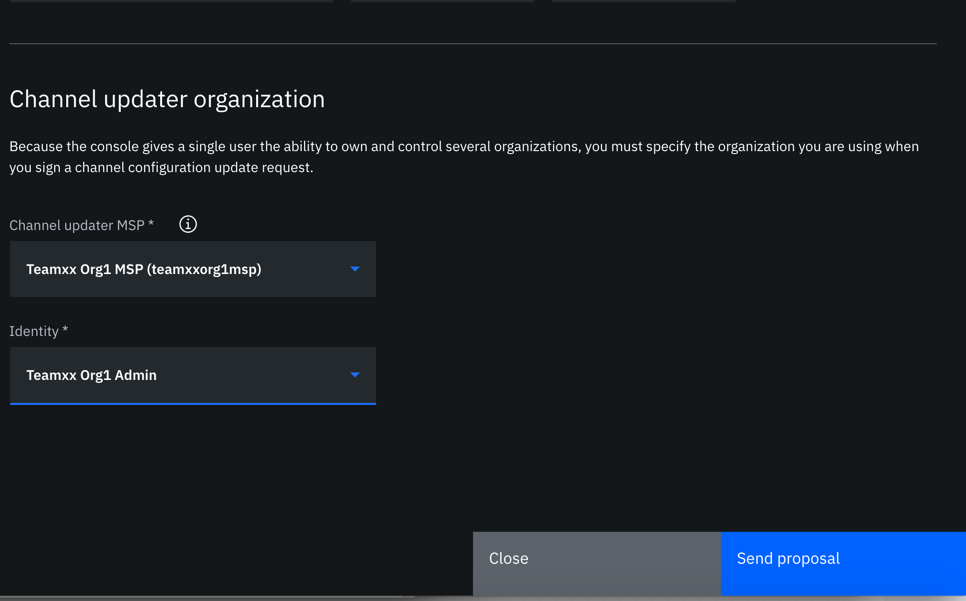 Channel updater organization
Because the console gives a single user the ability to own and control several organizations, you must specify the organization you are using when
you sign a channel configuration update request.
Channel updater MSP *
Teamxx Org1 MSP (teamxxorg1msp)
Identity *
Teamxx Org1 Admin
Close
Send proposal